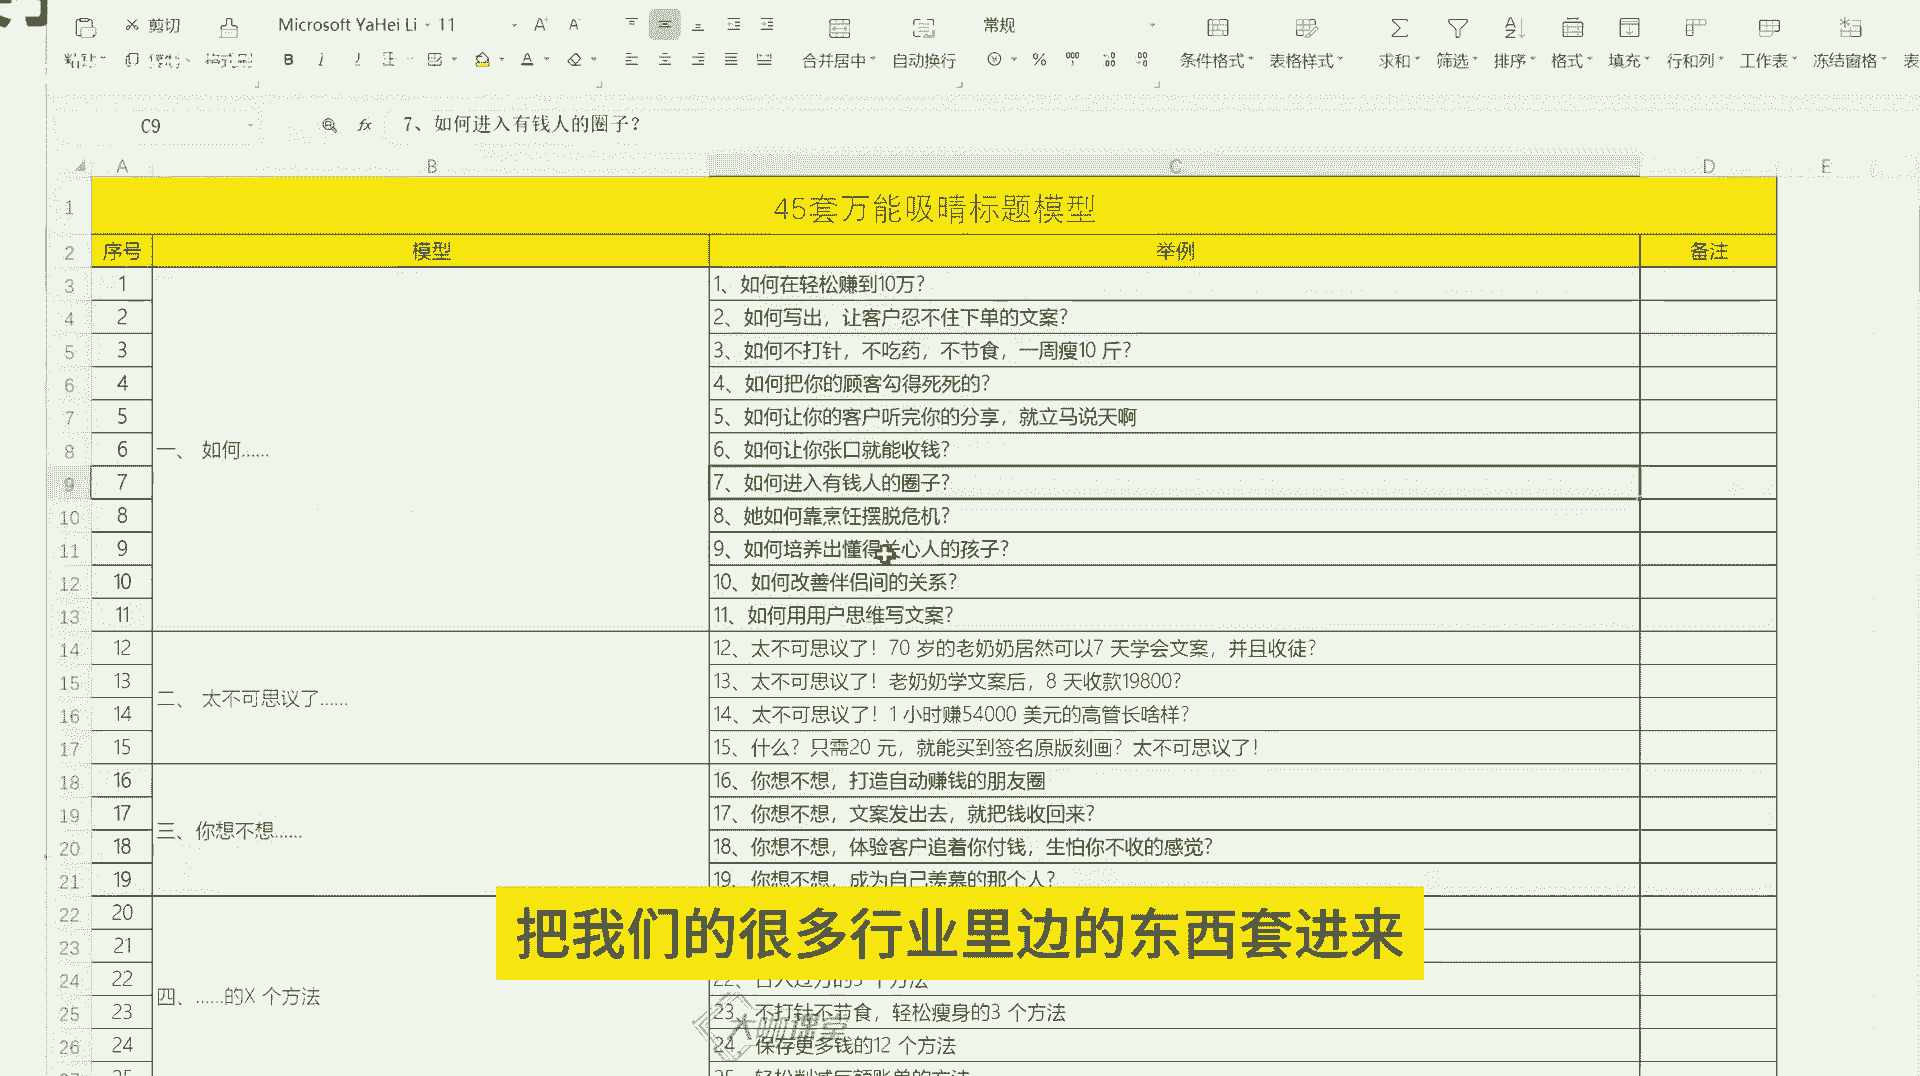 剪切 Microsoft YaHei Li 11 常规
粘贴 格式刷 B 合并居中 自动换行 % 条件格式 表格样式 求和 筛选 排序 格式 填充 行和列 工作表 冻结窗格 表
C9 fx 7、如何进入有钱人的圈子？
A B C D E
1 45套万能吸睛标题模型
2 序号 模型 举例 备注
3 1 1、如何在轻松赚到10万？
4 2 2、如何写出，让客户忍不住下单的文案？
5 3 3、如何不打针，不吃药，不节食，一周瘦10 斤？
6 4 4、如何把你的顾客勾得死死的？
7 5 5、如何让你的客户听完你的分享，就立马说天啊
8 6 一、 如何...... 6、如何让你张口就能收钱？
9 7 7、如何进入有钱人的圈子？
10 8 8、她如何靠烹饪摆脱危机？
11 9 9、如何培养出懂得关心人的孩子？
12 10 10、如何改善伴侣间的关系？
13 11 11、如何用用户思维写文案？
14 12 12、太不可思议了！70 岁的老奶奶居然可以7 天学会文案，并且收徒？
15 13 13、太不可思议了！老奶奶学文案后，8 天收款19800？
二、 太不可思议了......
16 14 14、太不可思议了！1 小时赚54000 美元的高管长啥样？
17 15 15、什么？只需20 元，就能买到签名原版刻画？太不可思议了！
18 16 16、你想不想，打造自动赚钱的朋友圈
19 17 17、你想不想，文案发出去，就把钱收回来？
三、你想不想......
20 18 18、你想不想，体验客户追着你付钱，生怕你不收的感觉？
21 19 19、你想不想，成为自己羡慕的那个人？
22 20
23 21
把我们的很多行业里边的东西套进来
24 22
四、......的X 个方法
25 23 23、不打针不节食，轻松瘦身的3 个方法
26 24 24、保存更多钱的12 个方法
大咖课堂